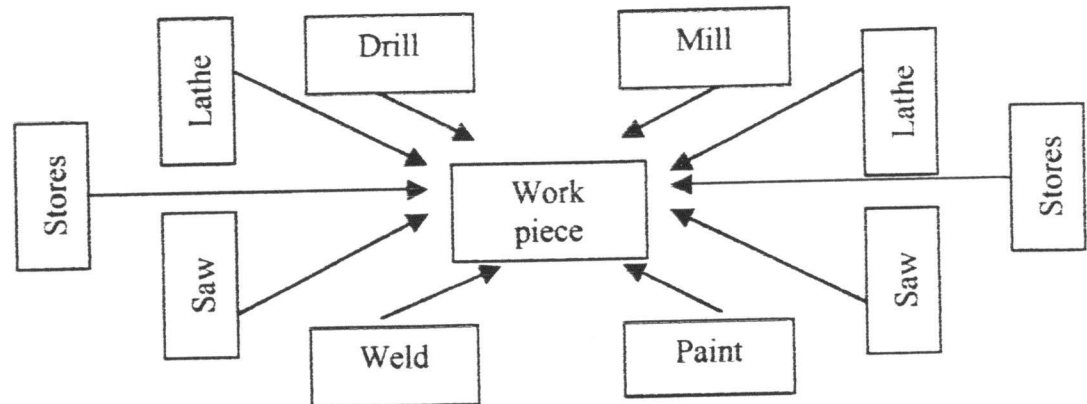 Drill
Mill
Lathe
Lathe
Stores
Stores
Work
piece
Saw
Saw
Weld
Paint